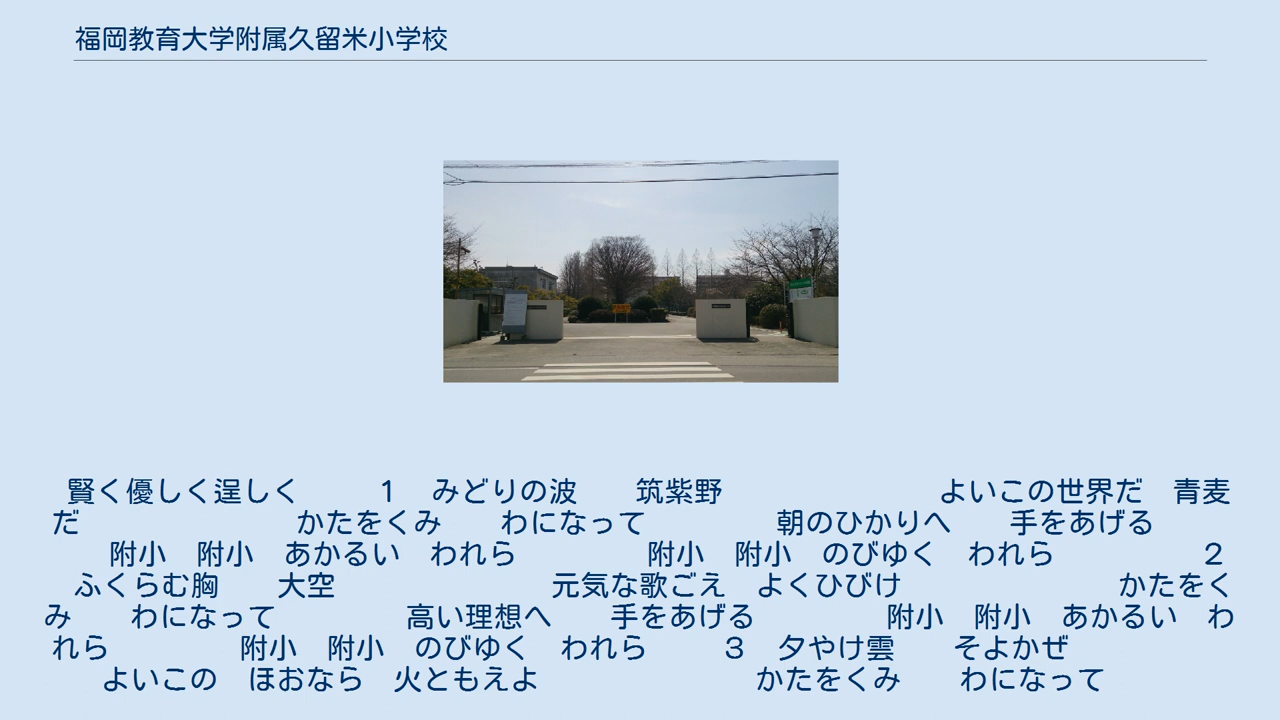 福岡教育大学附属久留米小学校
賢く優しく逞しく　　　1　みどりの波　　筑紫野　　　　　　　よいこの世界だ　青麦
だ　　　　　　　かたをくみ　　わになって　　　　朝のひかりへ　　手をあげる
附小　附小　あかるい　われら　　　　附小　附小　のびゆく　われら　　　　　2
ふくらむ胸　　大空　　　　　　　元気な歌ごえ　よくひびけ　　　　　　　かたをく
み　　わになって　　　　高い理想へ　　手をあげる　　　　附小　附小　あかるい　わ
れら　　　　附小　附小　のびゆく　われら　　　3　夕やけ雲　　そよかぜ
よいこの　ほおなら　火ともえよ　　　　　　　かたをくみ　　わになって